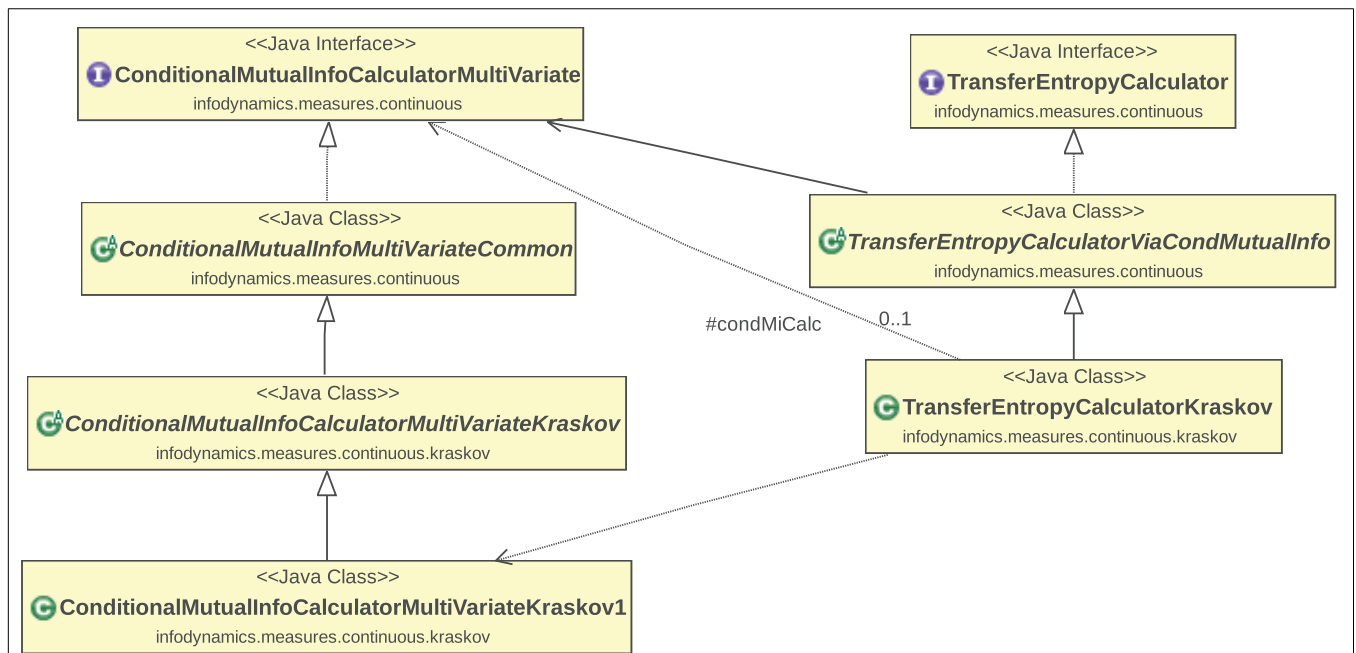 <<Java Interface>>
ConditionalMutualInfoCalculatorMultiVariate
infodynamics.measures.continuous
<<Java Interface>>
TransferEntropyCalculator
infodynamics.measures.continuous
<<Java Class>>
ConditionalMutualInfoMultiVariateCommon
infodynamics.measures.continuous
<<Java Class>>
TransferEntropyCalculatorViaCondMutualInfo
infodynamics.measures.continuous
#condMiCalc
0..1
<<Java Class>>
ConditionalMutualInfoCalculatorMultiVariateKraskov
infodynamics.measures.continuous.kraskov
<<Java Class>>
TransferEntropyCalculatorKraskov
infodynamics.measures.continuous.kraskov
<<Java Class>>
ConditionalMutualInfoCalculatorMultiVariateKraskov1
infodynamics.measures.continuous.kraskov